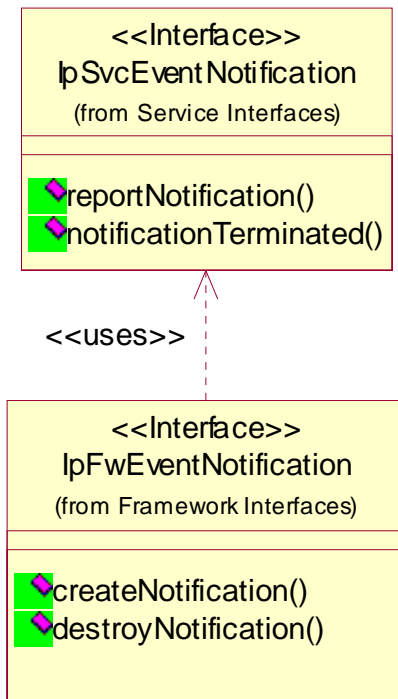 <<Interface>>
IpSvcEventNotification
(from Service Interfaces)
reportNotification()
notificationTerminated()
<<uses>>
<<Interface>>
IpFwEventNotification
(from Framework Interfaces)
createNotification()
destroyNotification()